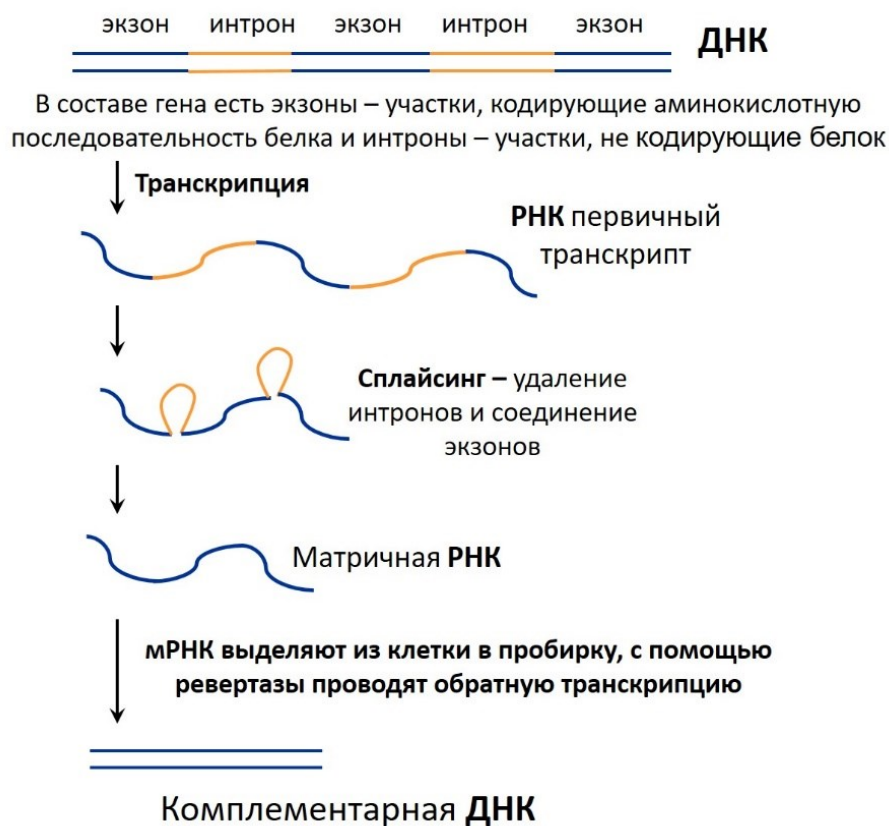 экзон интрон экзон интрон экзон
ДНК
В составе гена есть экзоны – участки, кодирующие аминокислотную
последовательность белка и интроны – участки, не кодирующие белок
Транскрипция
РНК первичный
транскрипт
Сплайсинг – удаление
интронов и соединение
экзонов
Матричная РНК
мРНК выделяют из клетки в пробирку, с помощью
ревертазы проводят обратную транскрипцию
Комплементарная ДНК